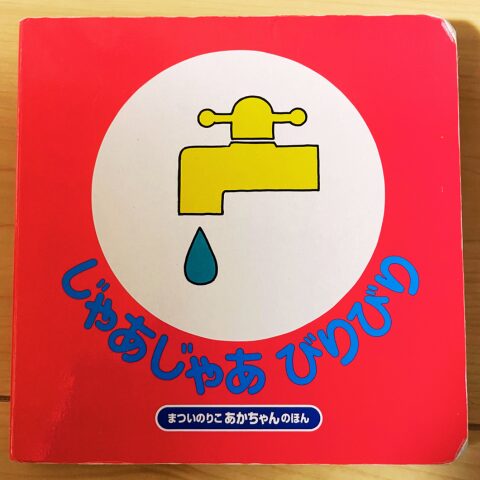 じゃあじゃあ びりびり
まついのりこ あかちゃんのほん